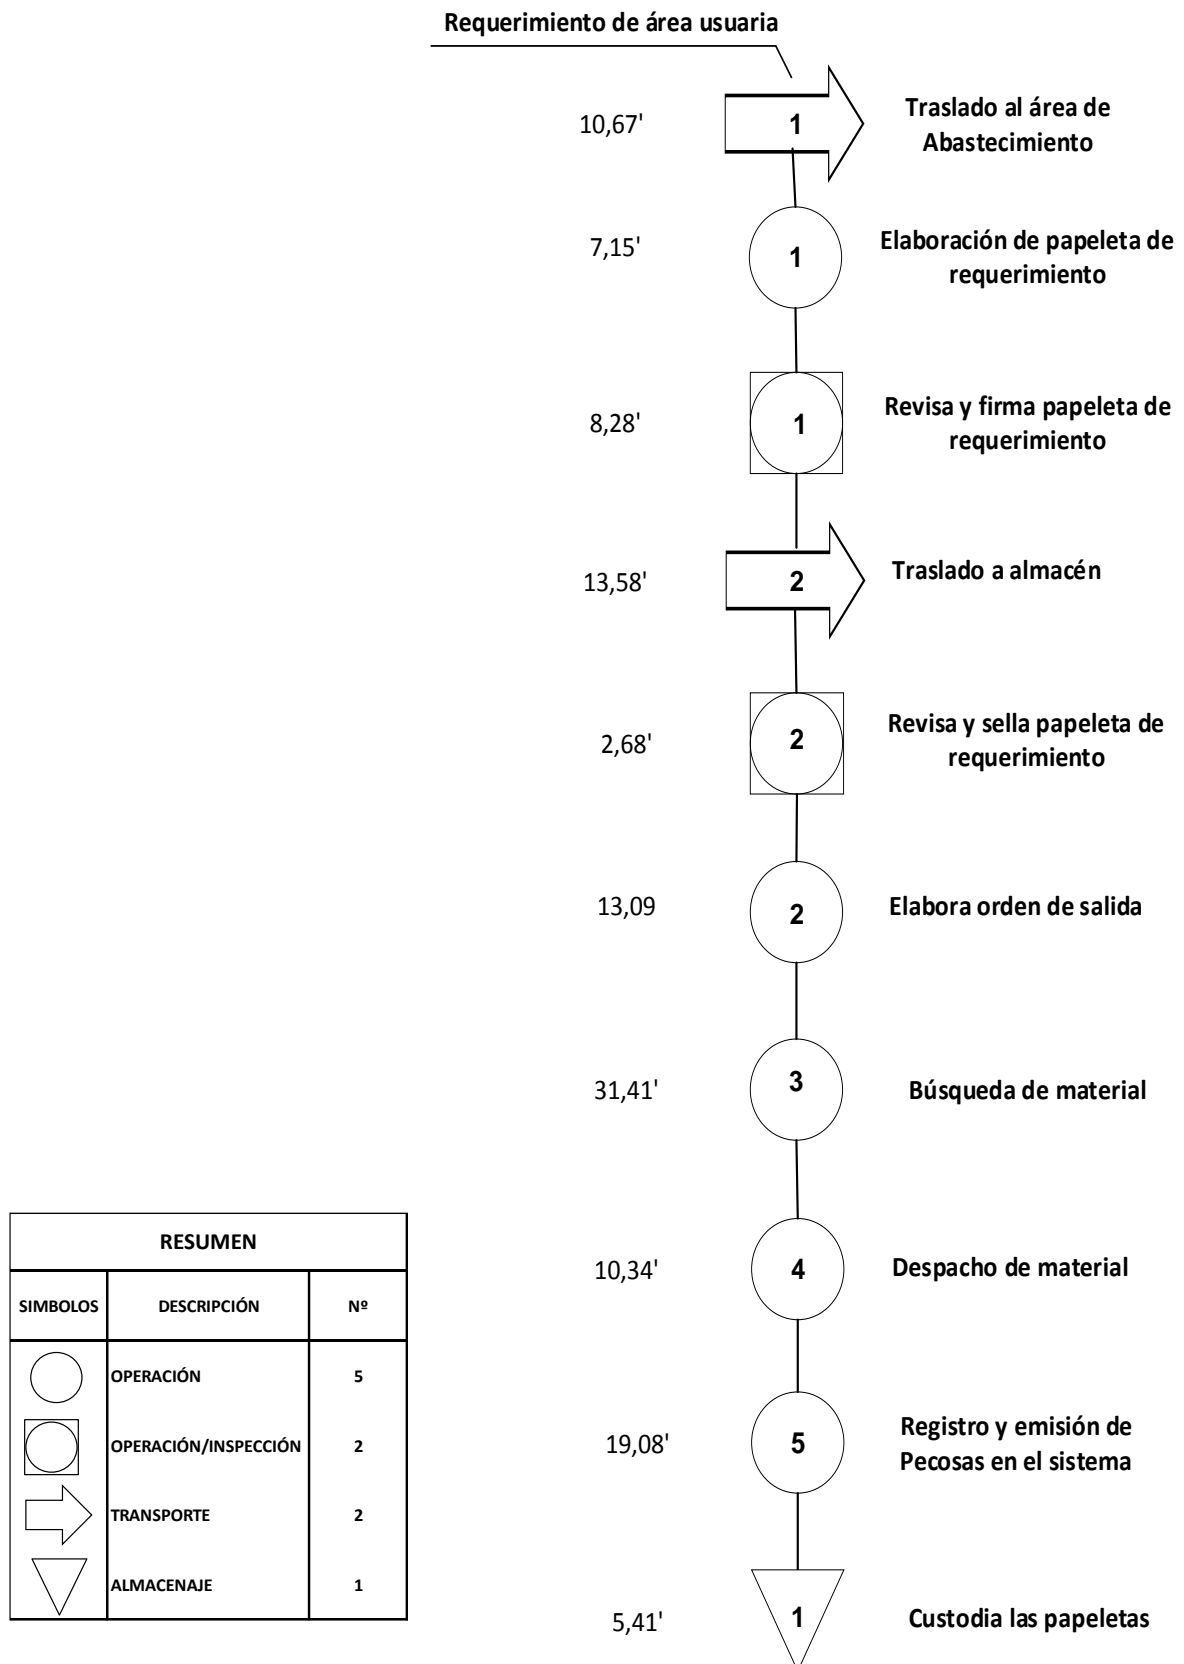 Requerimiento de área usuaria
10,67'
1
Traslado al área de
Abastecimiento
7,15'
1
Elaboración de papeleta de
requerimiento
8,28'
1
Revisa y firma papeleta de
requerimiento
13,58'
2
Traslado a almacén
2,68'
2
Revisa y sella papeleta de
requerimiento
13,09
2
Elabora orden de salida
31,41'
3
Búsqueda de material
10,34'
4
Despacho de material
19,08'
5
Registro y emisión de
Pecosas en el sistema
5,41'
1
Custodia las papeletas
RESUMEN
SIMBOLOS DESCRIPCIÓN Nº
OPERACIÓN 5
OPERACIÓN/INSPECCIÓN 2
TRANSPORTE 2
ALMACENAJE 1